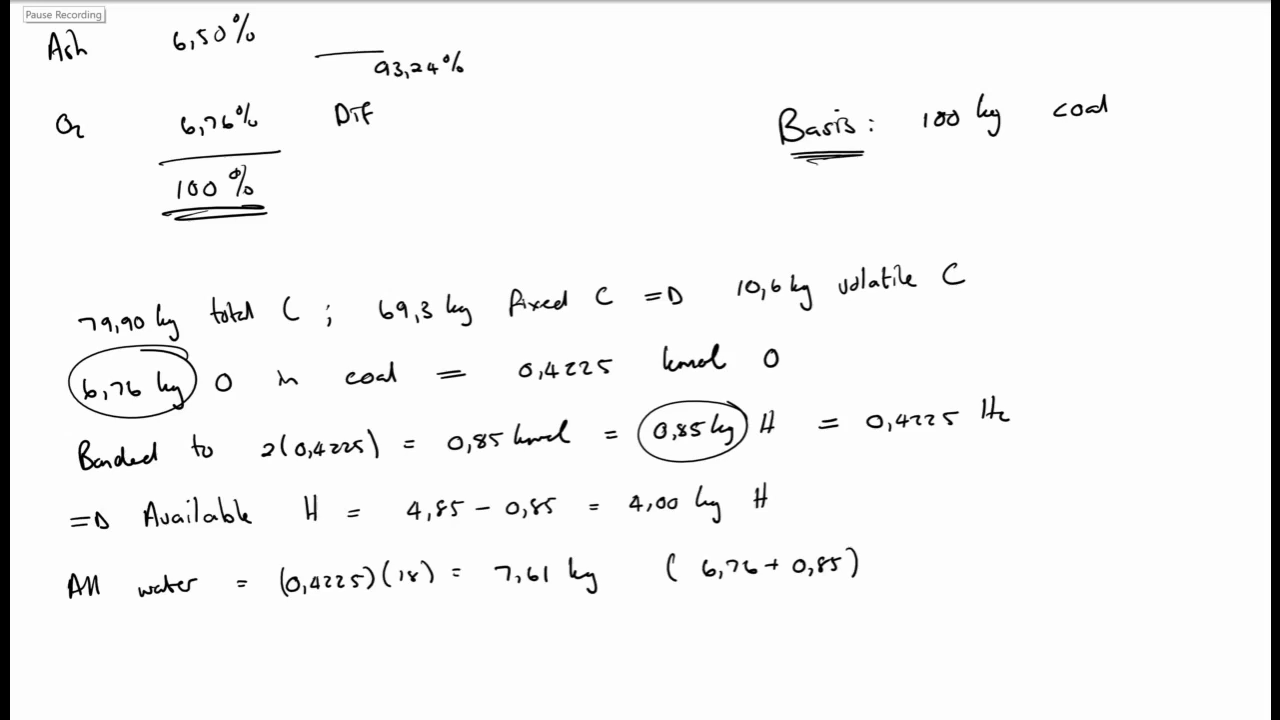 Pause Recording
Ash 6,50%
93,24%
O₂ 6,76% DTF
100 %
Basis: 100 kg coal
79,90 kg total C ; 69,3 kg fixed C => 10,6 kg volatile C
6,76 kg O in coal = 0,4225 kmol O
Bonded to 2(0,4225) = 0,85 kmol = 0,85 kg H = 0,4225 H₂
=> Available H = 4,85 - 0,85 = 4,00 kg H
All water = (0,4225)(18) = 7,61 kg ( 6,76 + 0,85)